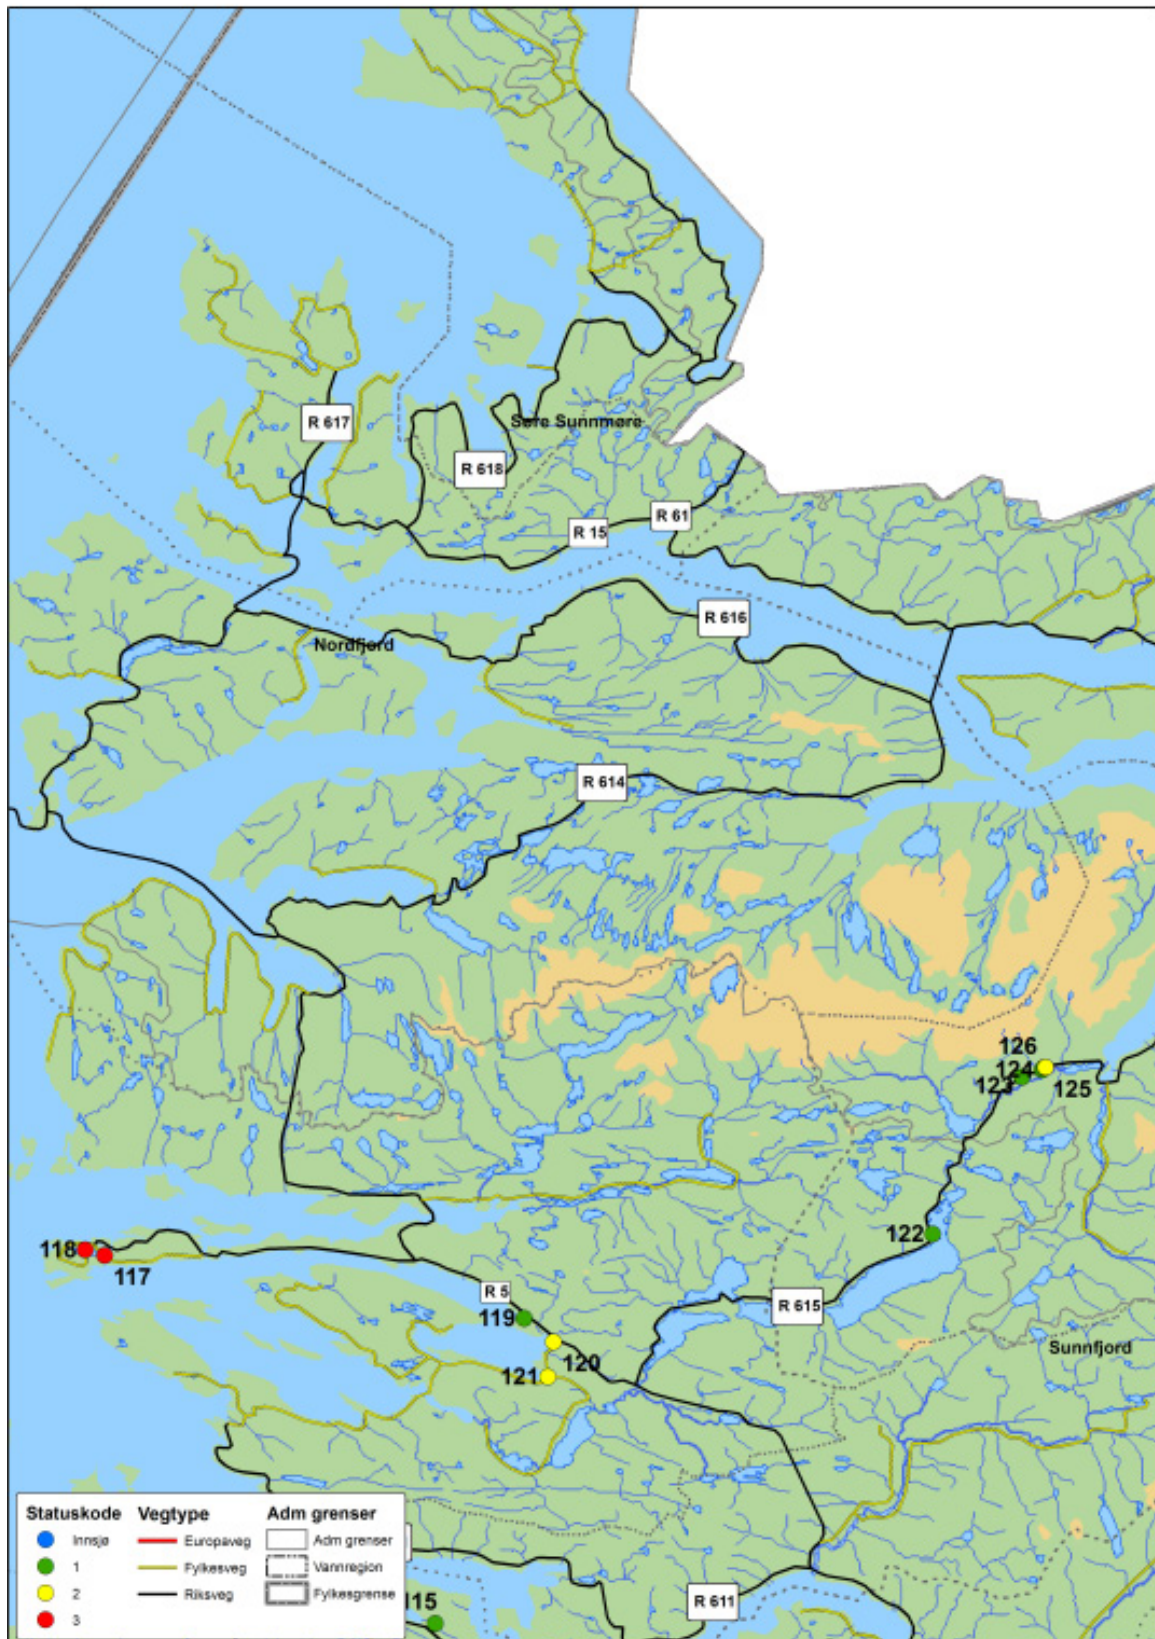 R 617
Søre Sunnmøre
R 618
R 15
R 61
R 616
Nordfjord
R 614
126
124
123
125
122
118
117
R 5
119
R 615
120
121
Sunnfjord
Statuskode
Innsjø
1
2
3
Vegtype
Europaveg
Fylkesveg
Riksveg
Adm grenser
Adm grenser
Vannregion
Fylkesgrense
115
R 611